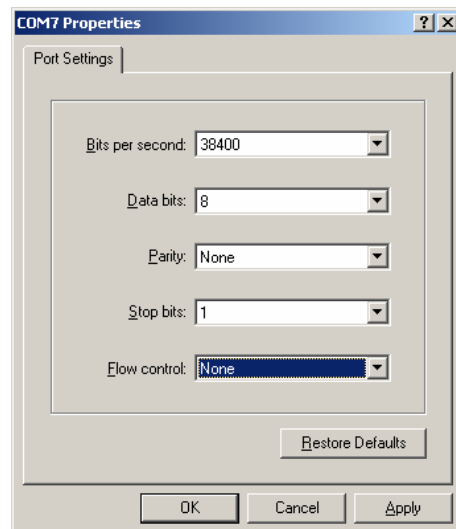 COM7 Properties
Port Settings
Bits per second: 38400
Data bits: 8
Parity: None
Stop bits: 1
Flow control: None
Restore Defaults
OK Cancel Apply